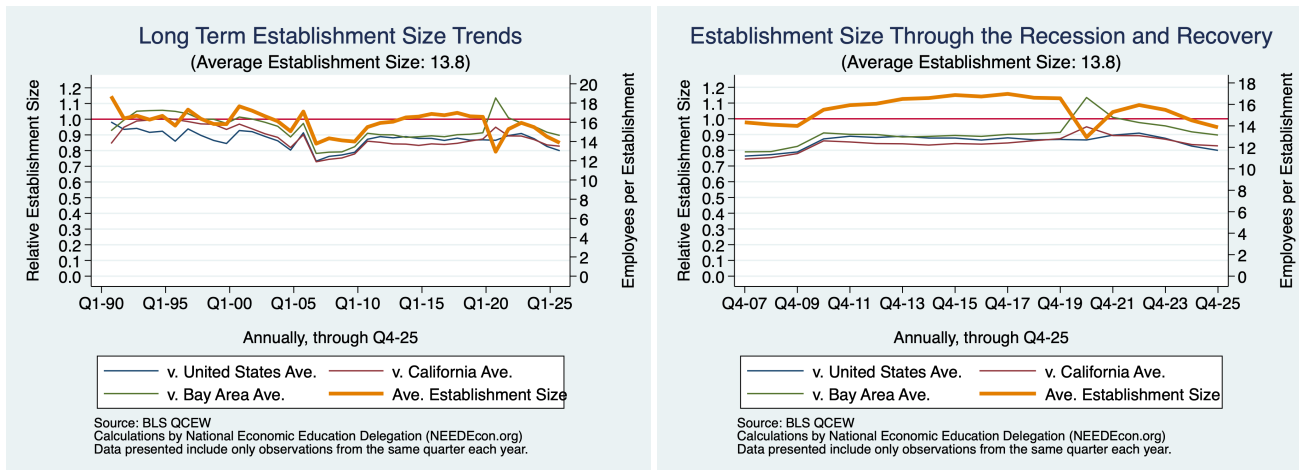 Long Term Establishment Size Trends
(Average Establishment Size: 13.8)
Relative Establishment Size
1.2
1.1
1.0
0.9
0.8
0.7
0.6
0.5
0.4
0.3
0.2
0.1
0.0
20
18
16
14
12
10
8
6
4
2
0
Employees per Establishment
Q1-90 Q1-95 Q1-00 Q1-05 Q1-10 Q1-15 Q1-20 Q1-25
Annually, through Q4-25
v. United States Ave. v. California Ave.
v. Bay Area Ave. Ave. Establishment Size
Source: BLS QCEW
Calculations by National Economic Education Delegation (NEEDEcon.org)
Data presented include only observations from the same quarter each year.
Establishment Size Through the Recession and Recovery
(Average Establishment Size: 13.8)
Relative Establishment Size
1.2
1.1
1.0
0.9
0.8
0.7
0.6
0.5
0.4
0.3
0.2
0.1
0.0
18
16
14
12
10
8
6
4
2
0
Employees per Establishment
Q4-07 Q4-09 Q4-11 Q4-13 Q4-15 Q4-17 Q4-19 Q4-21 Q4-23 Q4-25
Annually, through Q4-25
v. United States Ave. v. California Ave.
v. Bay Area Ave. Ave. Establishment Size
Source: BLS QCEW
Calculations by National Economic Education Delegation (NEEDEcon.org)
Data presented include only observations from the same quarter each year.